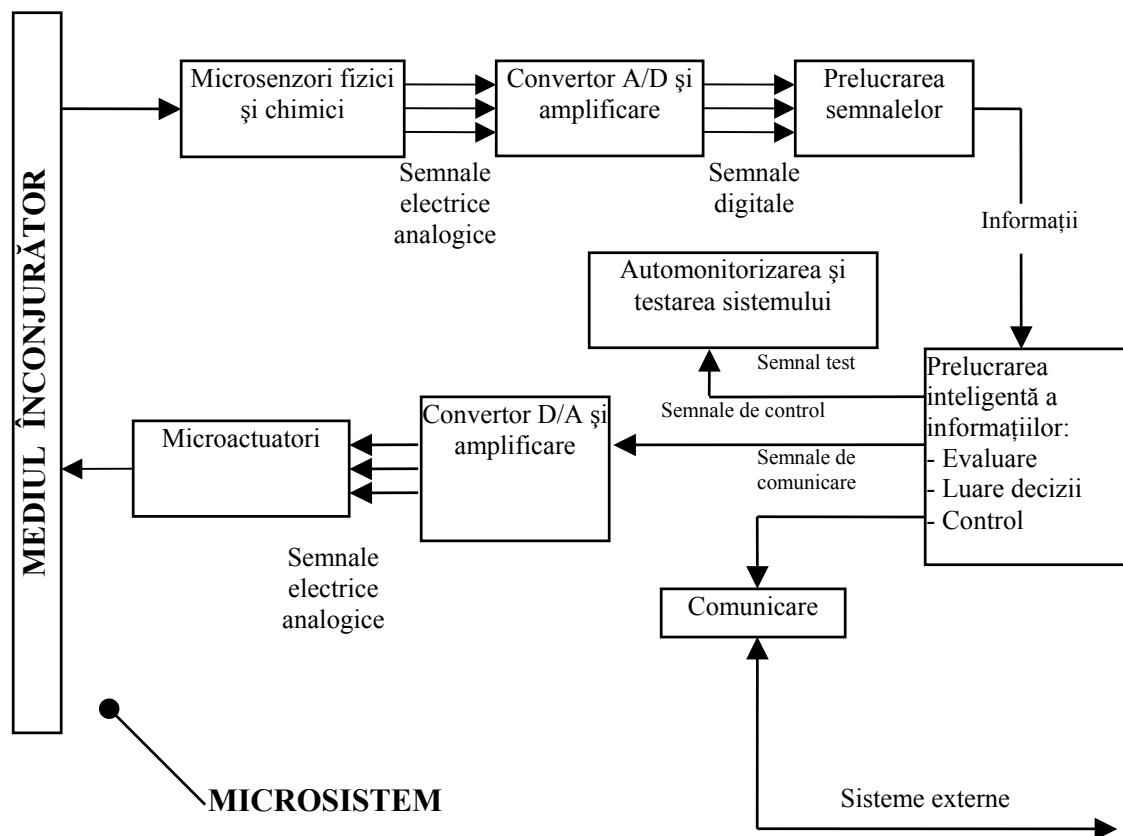 MEDIUL ÎNCONJURĂTOR
Microsenzori fizici
şi chimici
Semnale
electrice
analogice
Convertor A/D şi
amplificare
Semnale
digitale
Prelucrarea
semnalelor
Informații
Automonitorizarea şi
testarea sistemului
Semnal test
Semnale de control
Prelucrarea
inteligentă a
informațiilor:
- Evaluare
- Luare decizii
- Control
Semnale de
comunicare
Convertor D/A şi
amplificare
Microactuatori
Semnale
electrice
analogice
Comunicare
Sisteme externe
MICROSISTEM